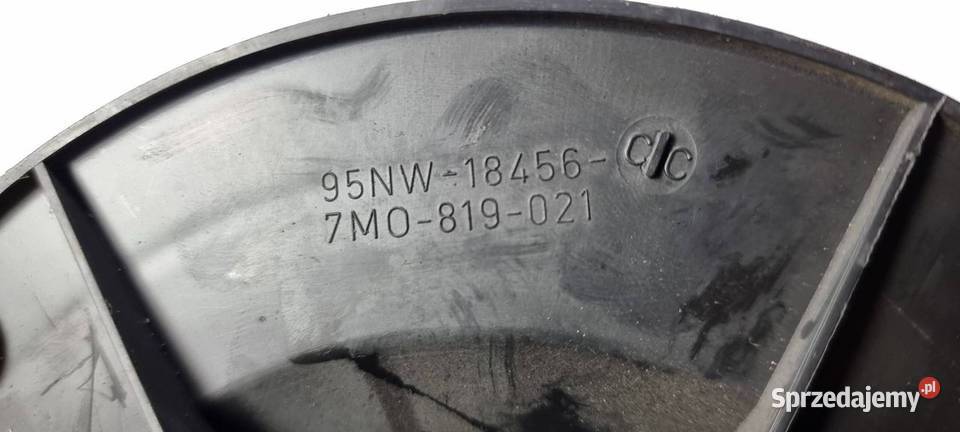 95NW-18456- C/C
7M0-819-021
Sprzedajemy.pl